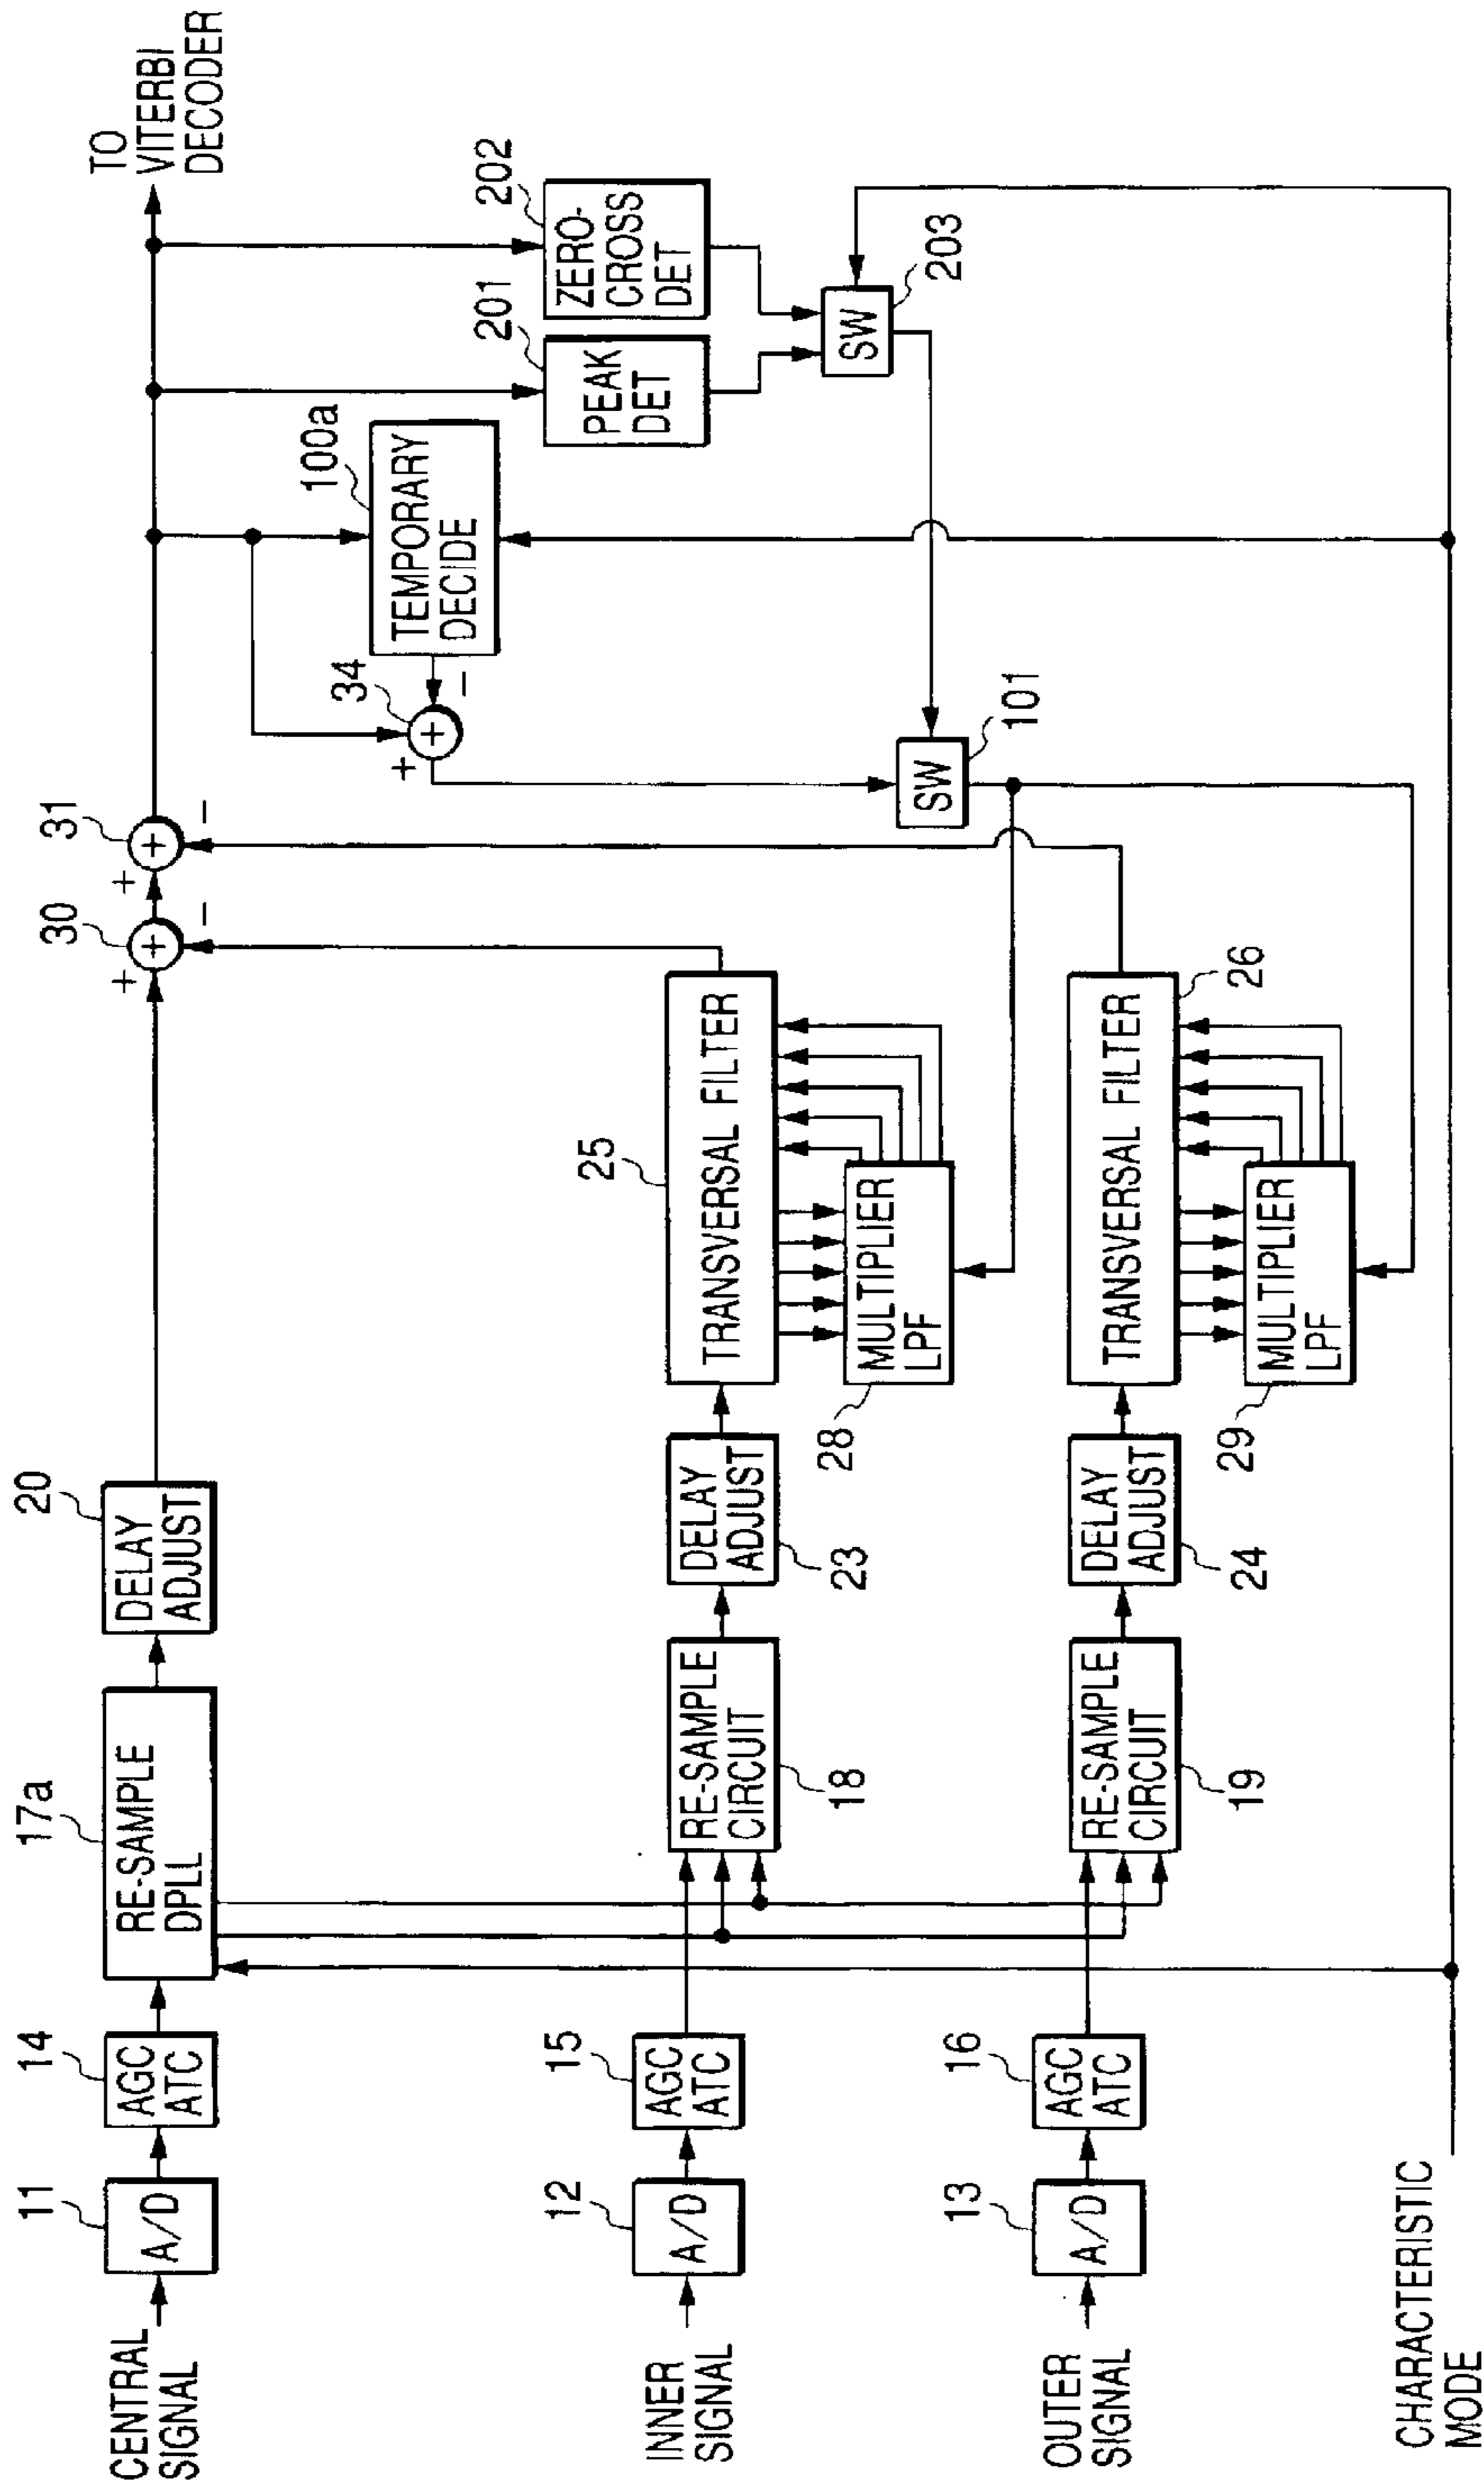 CENTRAL
SIGNAL
11
A/D
14
AGC
ATC
17a
RE-SAMPLE
DPLL
20
DELAY
ADJUST
30
+
+
−
31
+
+
−
TO
VITERBI
DECODER
34
+
+
−
100a
TEMPORARY
DECIDE
201
PEAK
DET
202
ZERO-
CROSS
DET
SW
203
SW
101
INNER
SIGNAL
12
A/D
15
AGC
ATC
RE-SAMPLE
CIRCUIT
18
DELAY
ADJUST
23
25
TRANSVERSAL FILTER
MULTIPLIER
LPF
28
OUTER
SIGNAL
13
A/D
16
AGC
ATC
RE-SAMPLE
CIRCUIT
19
DELAY
ADJUST
24
TRANSVERSAL FILTER
26
MULTIPLIER
LPF
29
CHARACTERISTIC
MODE